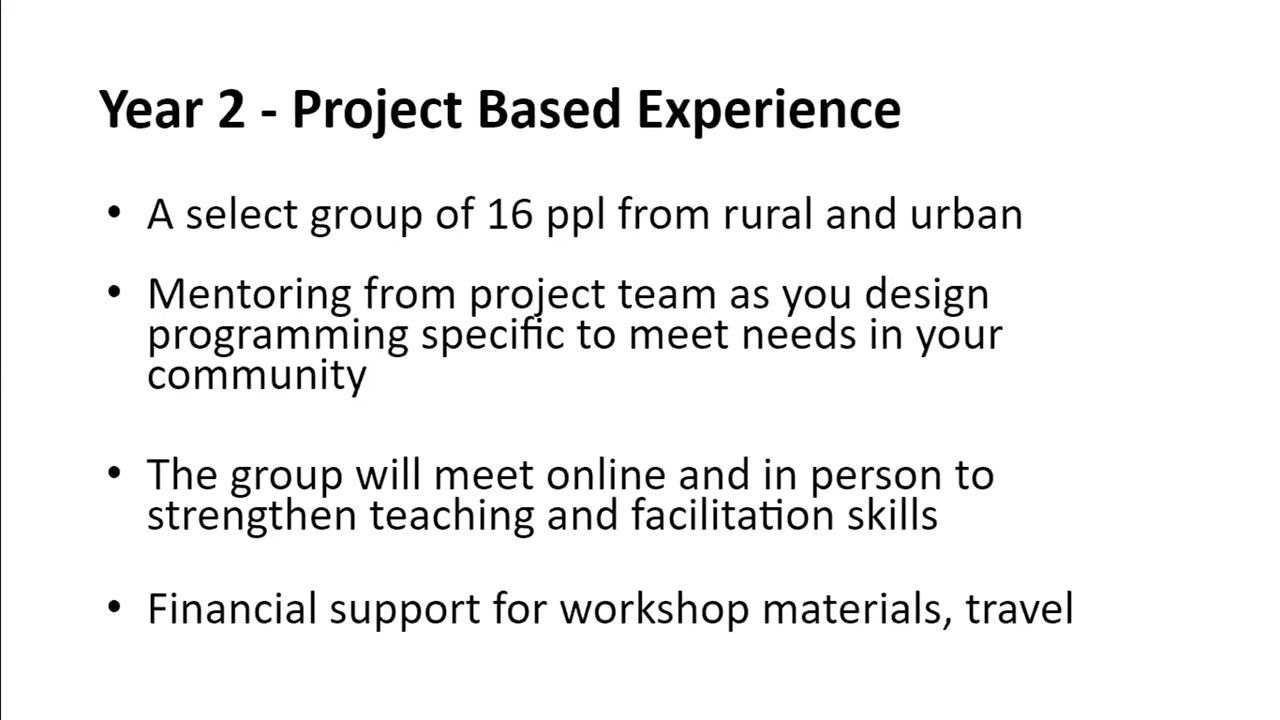 Year 2 - Project Based Experience
• A select group of 16 ppl from rural and urban
• Mentoring from project team as you design
programming specific to meet needs in your
community
• The group will meet online and in person to
strengthen teaching and facilitation skills
• Financial support for workshop materials, travel